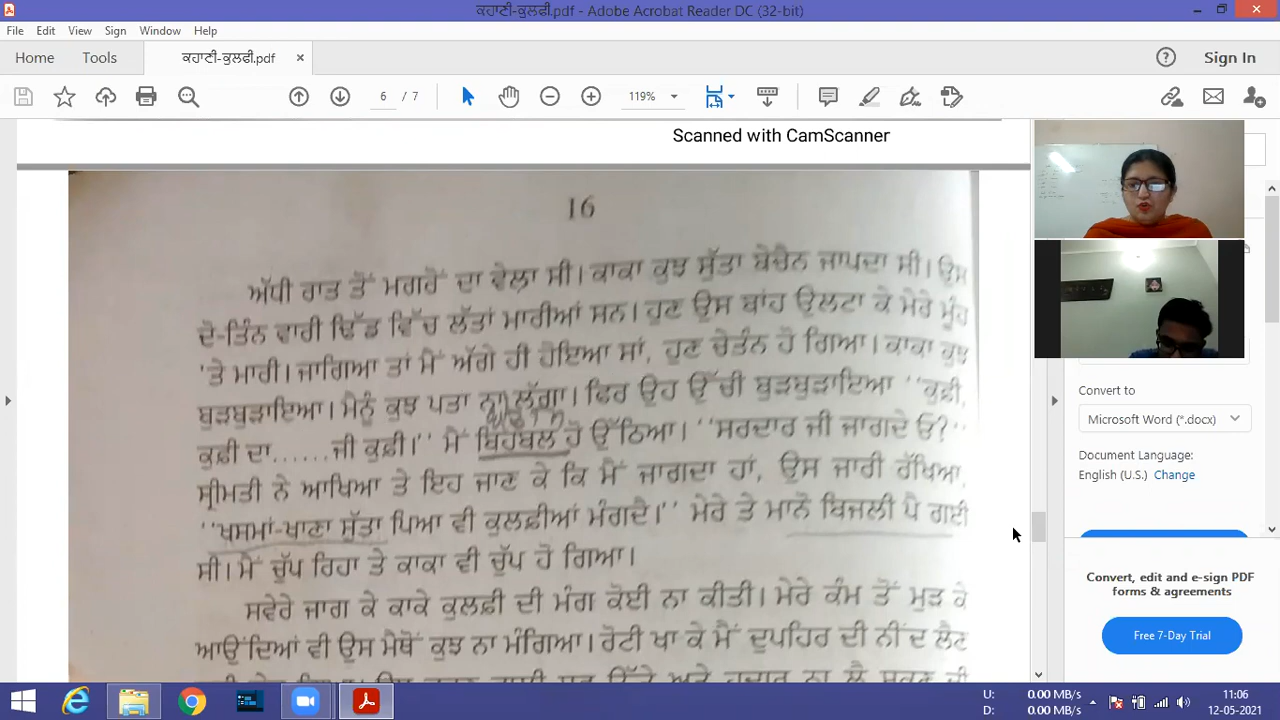 ਕਹਾਣੀ-ਕੁਲਫੀ.pdf - Adobe Acrobat Reader DC (32-bit)
File Edit View Sign Window Help
Home Tools ਕਹਾਣੀ-ਕੁਲਫੀ.pdf × Sign In
6 / 7 119%
Scanned with CamScanner
16
ਅੱਧੀ ਰਾਤ ਤੋਂ ਮਗਰੋਂ ਦਾ ਵੇਲਾ ਸੀ। ਕਾਕਾ ਕੁਝ ਸੁੱਤਾ ਬੇਚੈਨ ਜਾਪਦਾ ਸੀ। ਉਸ
ਦੋ-ਤਿੰਨ ਵਾਰੀ ਢਿੱਡ ਵਿੱਚ ਲੱਤਾਂ ਮਾਰੀਆਂ ਸਨ। ਹੁਣ ਉਸ ਬਾਂਹ ਉਲਟਾ ਕੇ ਮੇਰੇ ਮੂੰਹ
'ਤੇ ਮਾਰੀ। ਜਾਗਿਆ ਤਾਂ ਮੈਂ ਅੱਗੇ ਹੀ ਹੋਇਆ ਸਾਂ, ਹੁਣ ਚੇਤੰਨ ਹੋ ਗਿਆ। ਕਾਕਾ ਕੁਝ
ਬੁੜਬੁੜਾਇਆ। ਮੈਨੂੰ ਕੁਝ ਪਤਾ ਨਾ ਲੱਗਾ। ਫਿਰ ਉਹ ਉੱਚੀ ਬੁੜਬੁੜਾਇਆ "ਕੁਫ਼ੀ,
ਕੁਫ਼ੀ ਦਾ......ਜੀ ਕੁਫ਼ੀ।" ਮੈਂ ਬਿਹਬਲ ਹੋ ਉੱਠਿਆ। "ਸਰਦਾਰ ਜੀ ਜਾਗਦੇ ਓ?"
ਸ੍ਰੀਮਤੀ ਨੇ ਆਖਿਆ ਤੇ ਇਹ ਜਾਣ ਕੇ ਕਿ ਮੈਂ ਜਾਗਦਾ ਹਾਂ, ਉਸ ਜਾਰੀ ਰੱਖਿਆ,
"ਖਸਮਾਂ-ਖਾਣਾ ਸੁੱਤਾ ਪਿਆ ਵੀ ਕੁਲਫ਼ੀਆਂ ਮੰਗਦੈ।" ਮੇਰੇ ਤੇ ਮਾਨੋ ਬਿਜਲੀ ਪੈ ਗਈ
ਸੀ। ਮੈਂ ਚੁੱਪ ਰਿਹਾ ਤੇ ਕਾਕਾ ਵੀ ਚੁੱਪ ਹੋ ਗਿਆ।
ਸਵੇਰੇ ਜਾਗ ਕੇ ਕਾਕੇ ਕੁਲਫ਼ੀ ਦੀ ਮੰਗ ਕੋਈ ਨਾ ਕੀਤੀ। ਮੇਰੇ ਕੰਮ ਤੋਂ ਮੁੜ ਕੇ
ਆਉਂਦਿਆਂ ਵੀ ਉਸ ਮੈਥੋਂ ਕੁਝ ਨਾ ਮੰਗਿਆ। ਰੋਟੀ ਖਾ ਕੇ ਮੈਂ ਦੁਪਹਿਰ ਦੀ ਨੀਂਦ ਲੈਣ
Convert to
Microsoft Word (*.docx)
Document Language:
English (U.S.) Change
Convert, edit and e-sign PDF
forms & agreements
Free 7-Day Trial
U: 0.00 MB/s
D: 0.00 MB/s
11:06
12-05-2021